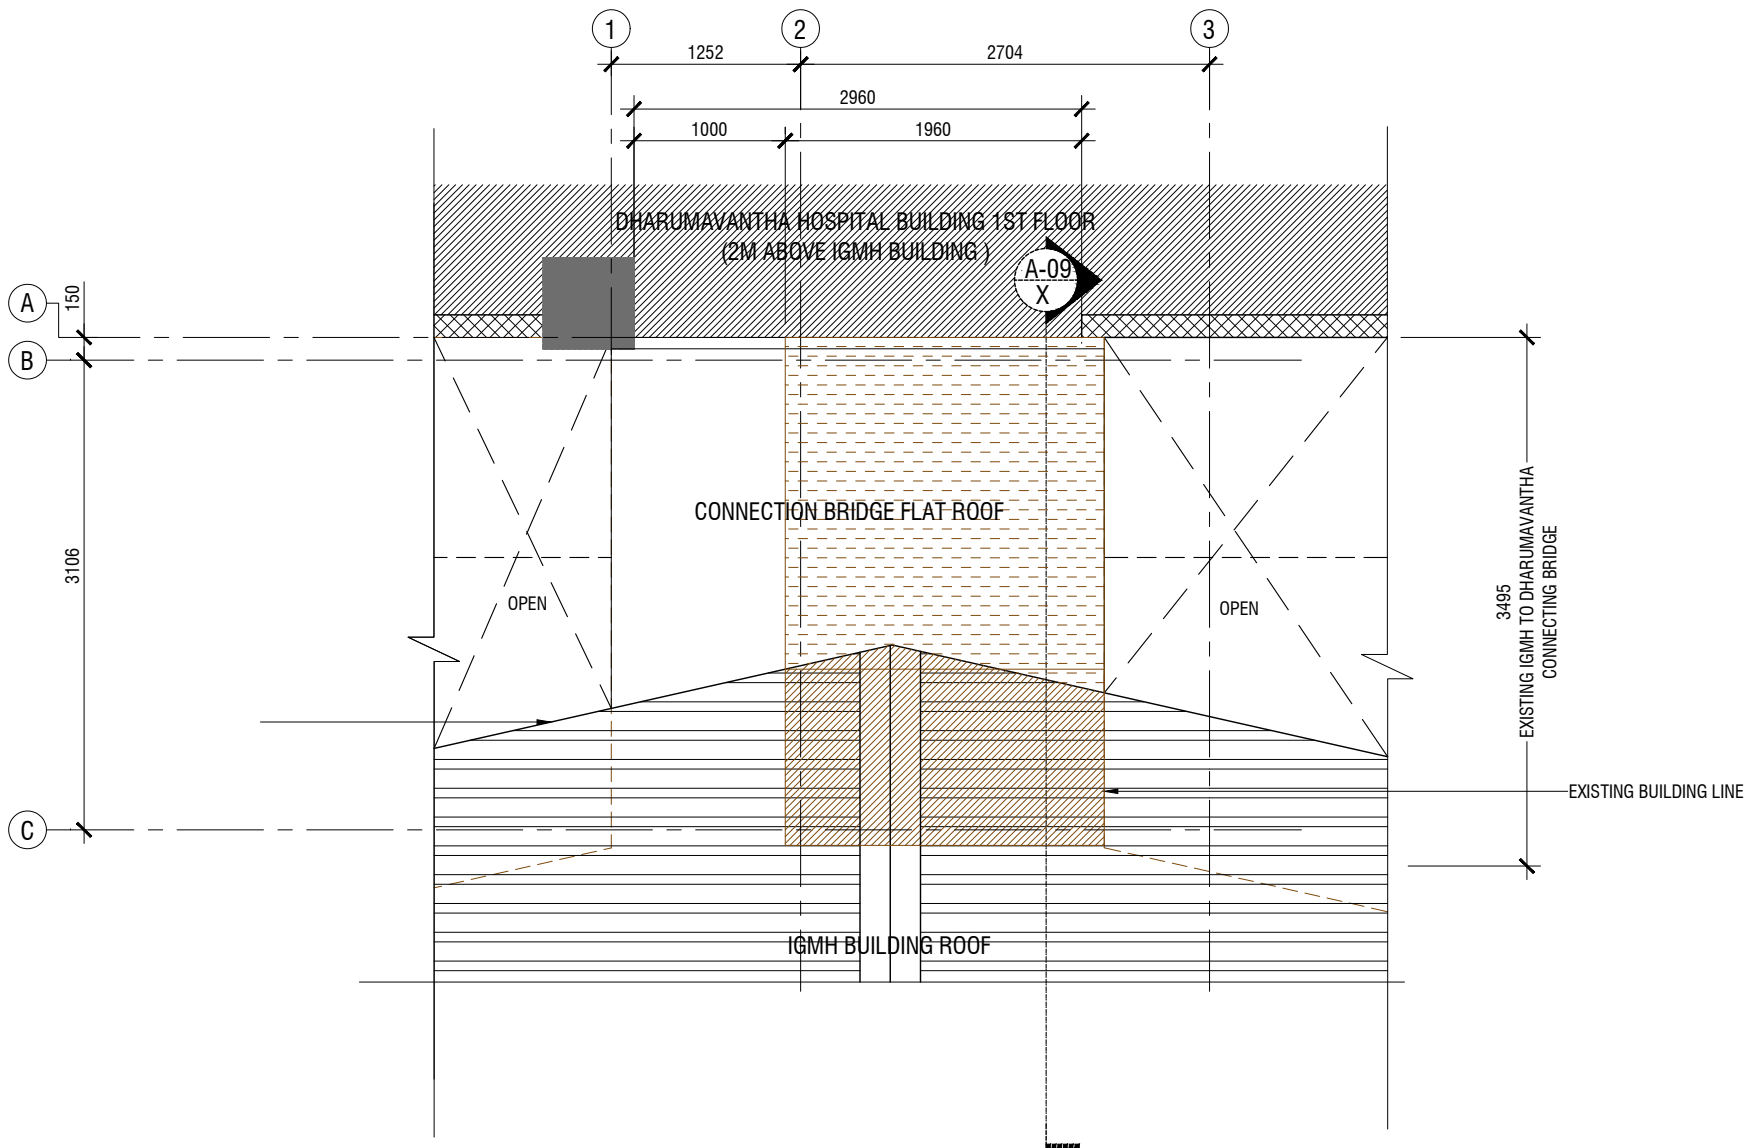 1
2
3
1252
2704
2960
1000
1960
DHARUMAVANTHA HOSPITAL BUILDING 1ST FLOOR
(2M ABOVE IGMH BUILDING )
A-09
X
A
150
B
3106
CONNECTION BRIDGE FLAT ROOF
OPEN
OPEN
3495
EXISTING IGMH TO DHARUMAVANTHA
CONNECTING BRIDGE
EXISTING BUILDING LINE
C
IGMH BUILDING ROOF